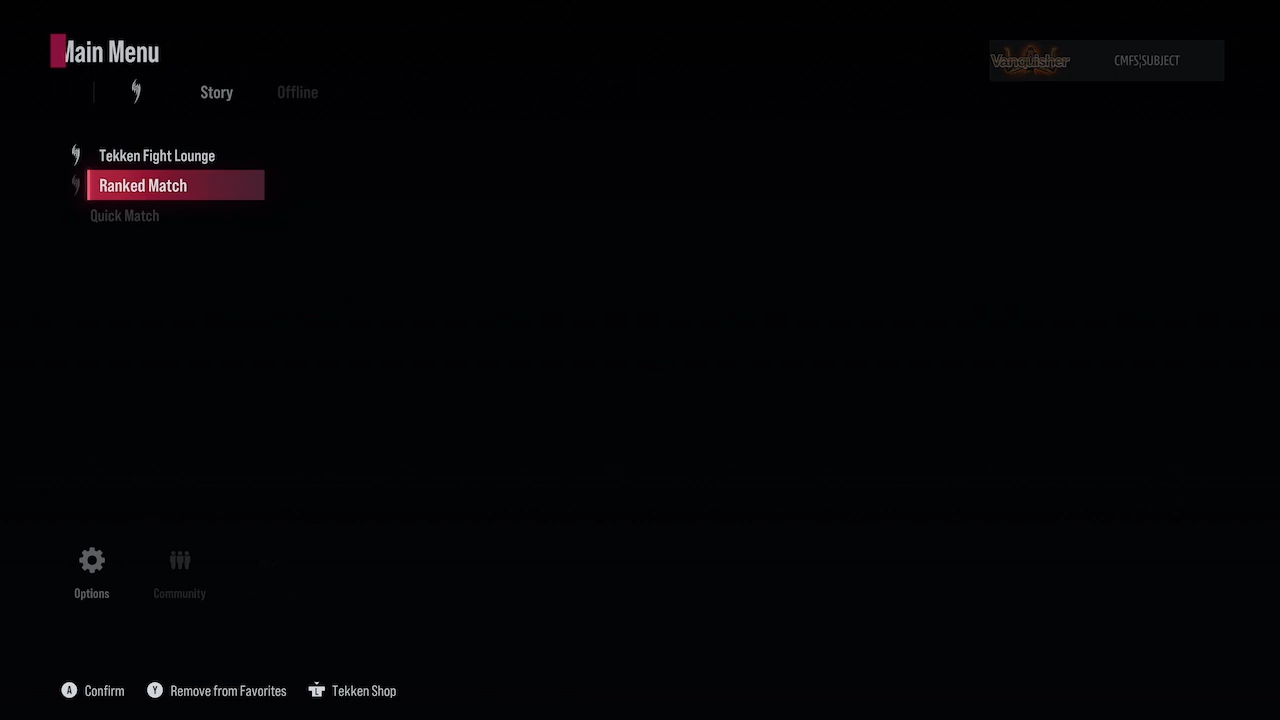 Main Menu
Vanquisher CMFS|SUBJECT
Story Offline
Tekken Fight Lounge
Ranked Match
Quick Match
Options Community
A Confirm Y Remove from Favorites L Tekken Shop